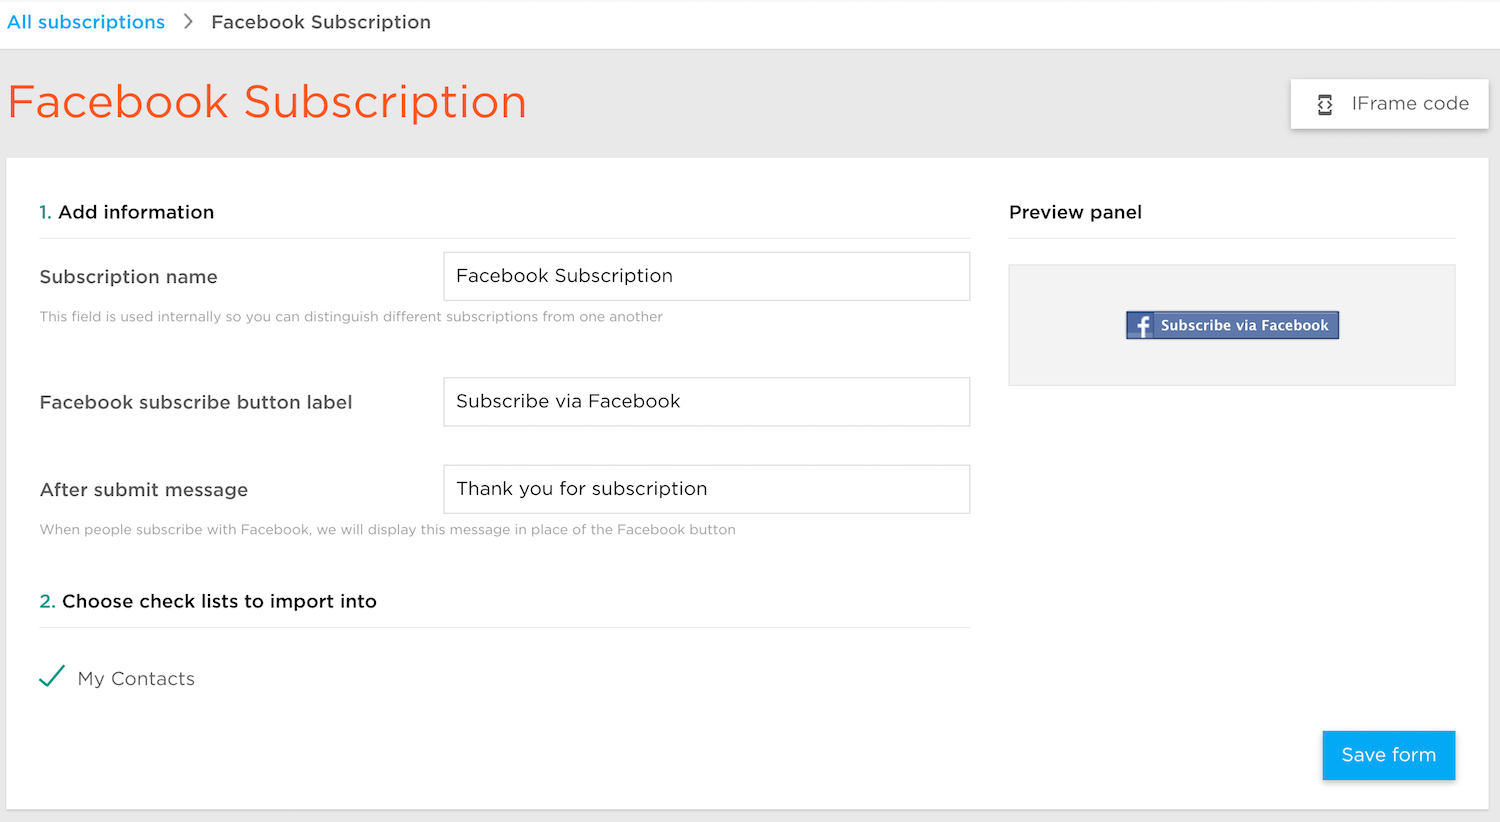 All subscriptions > Facebook Subscription
Facebook Subscription
IFrame code
1. Add information
Subscription name
Facebook Subscription
This field is used internally so you can distinguish different subscriptions from one another
Facebook subscribe button label
Subscribe via Facebook
After submit message
Thank you for subscription
When people subscribe with Facebook, we will display this message in place of the Facebook button
2. Choose check lists to import into
My Contacts
Preview panel
f Subscribe via Facebook
Save form